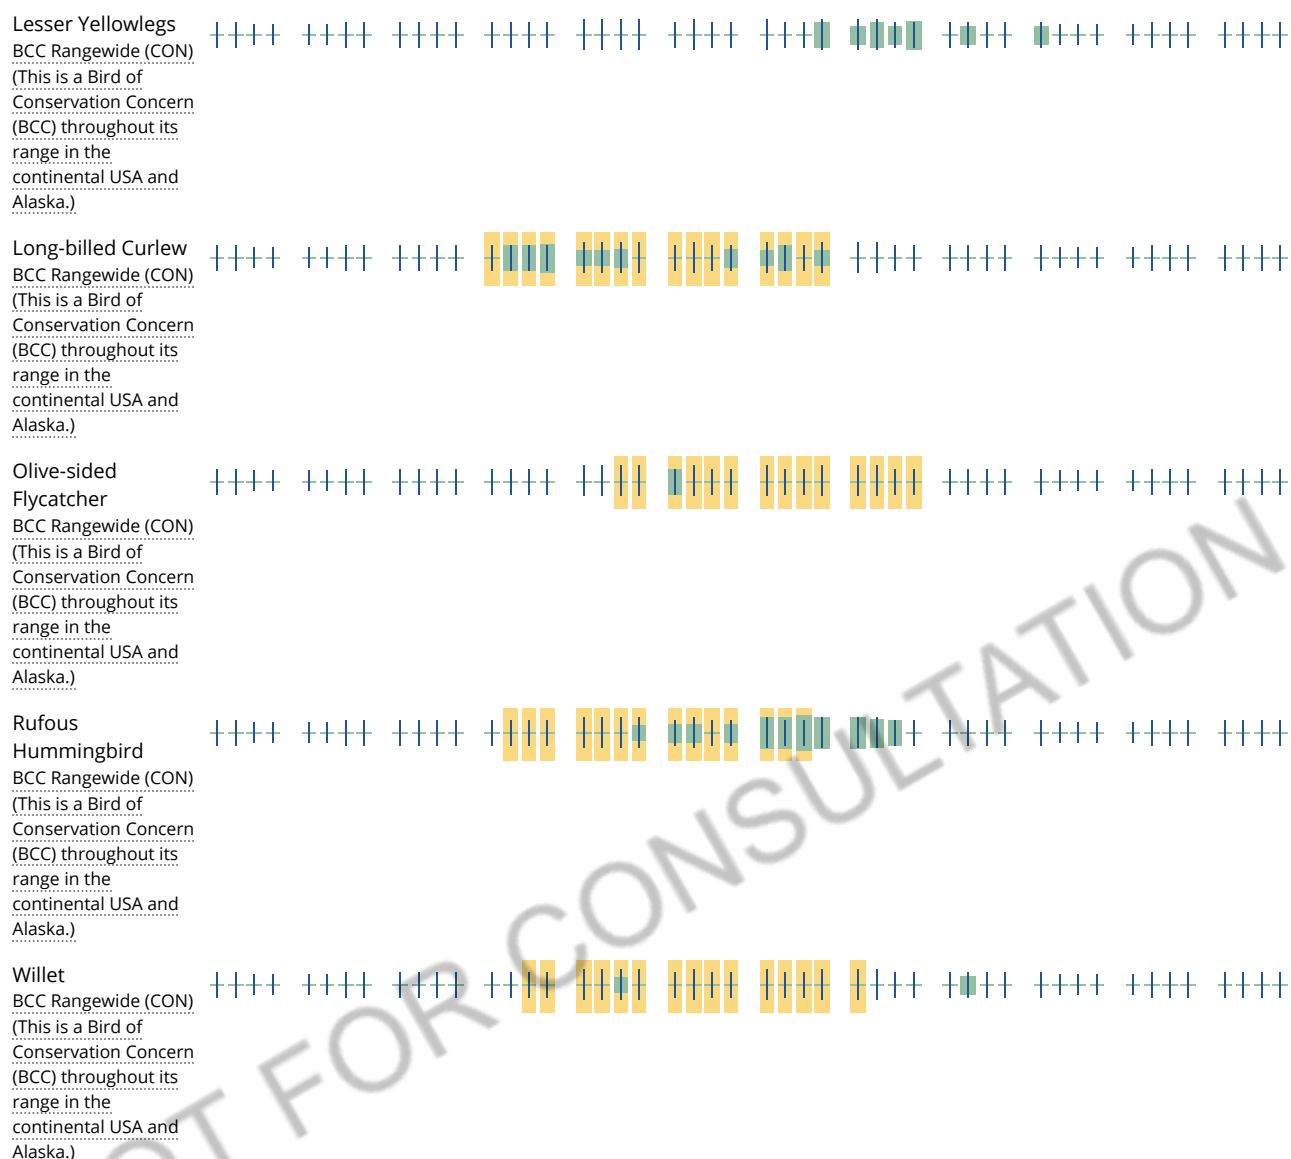 Lesser Yellowlegs
BCC Rangewide (CON)
(This is a Bird of
Conservation Concern
(BCC) throughout its
range in the
continental USA and
Alaska.)
Long-billed Curlew
BCC Rangewide (CON)
(This is a Bird of
Conservation Concern
(BCC) throughout its
range in the
continental USA and
Alaska.)
Olive-sided
Flycatcher
BCC Rangewide (CON)
(This is a Bird of
Conservation Concern
(BCC) throughout its
range in the
continental USA and
Alaska.)
Rufous
Hummingbird
BCC Rangewide (CON)
(This is a Bird of
Conservation Concern
(BCC) throughout its
range in the
continental USA and
Alaska.)
Willet
BCC Rangewide (CON)
(This is a Bird of
Conservation Concern
(BCC) throughout its
range in the
continental USA and
Alaska.)
OT FOR CONSULTATION